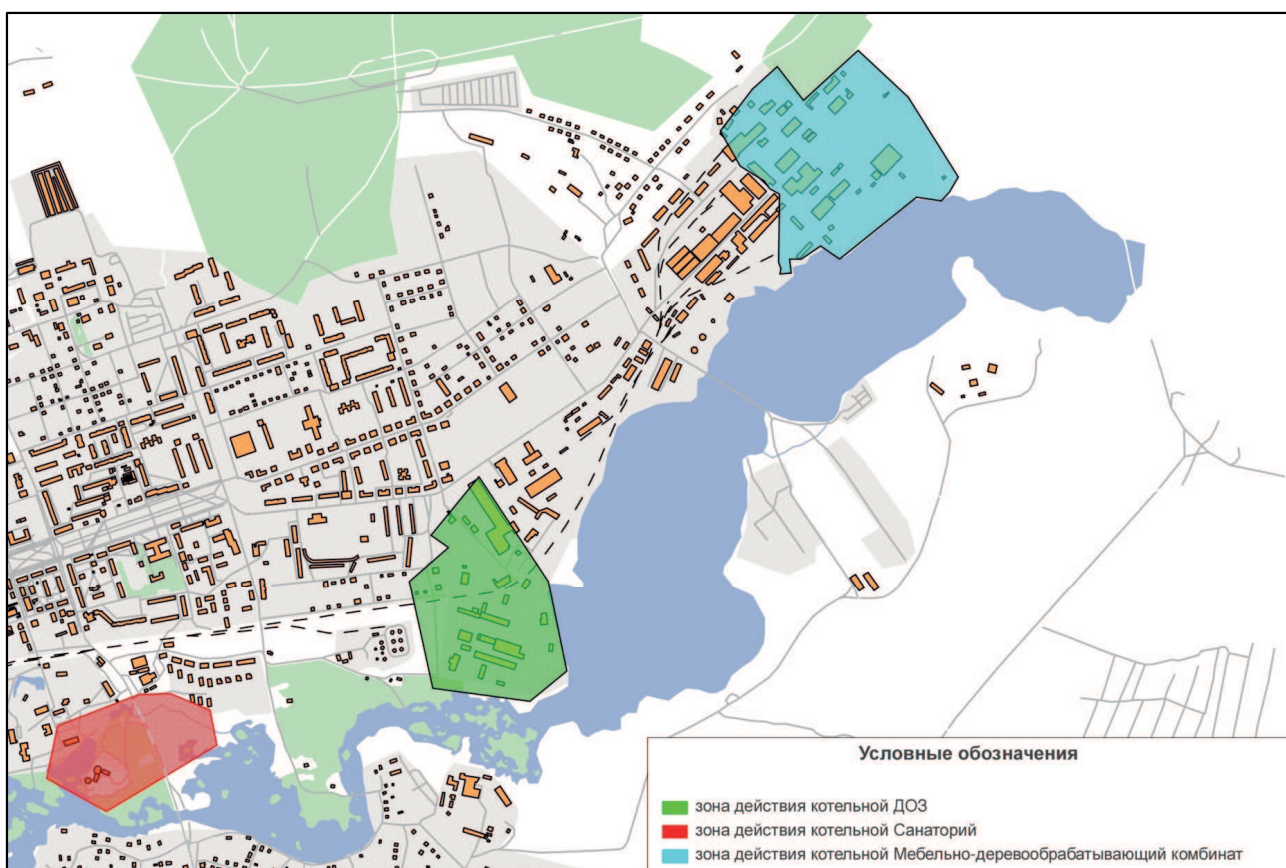 Условные обозначения
зона действия котельной ДОЗ
зона действия котельной Санаторий
зона действия котельной Мебельно-деревообрабатывающий комбинат